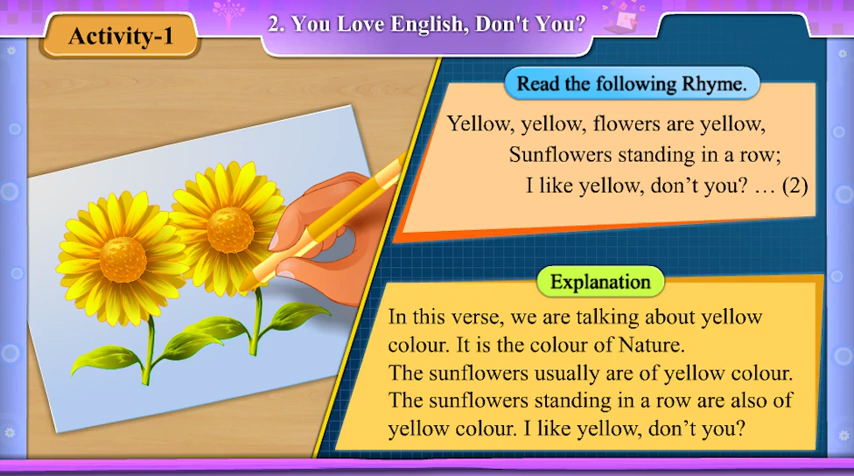 2. You Love English, Don't You?
Activity-1
Read the following Rhyme.
Yellow, yellow, flowers are yellow,
Sunflowers standing in a row;
I like yellow, don't you? ... (2)
Explanation
In this verse, we are talking about yellow
colour. It is the colour of Nature.
The sunflowers usually are of yellow colour.
The sunflowers standing in a row are also of
yellow colour. I like yellow, don't you?